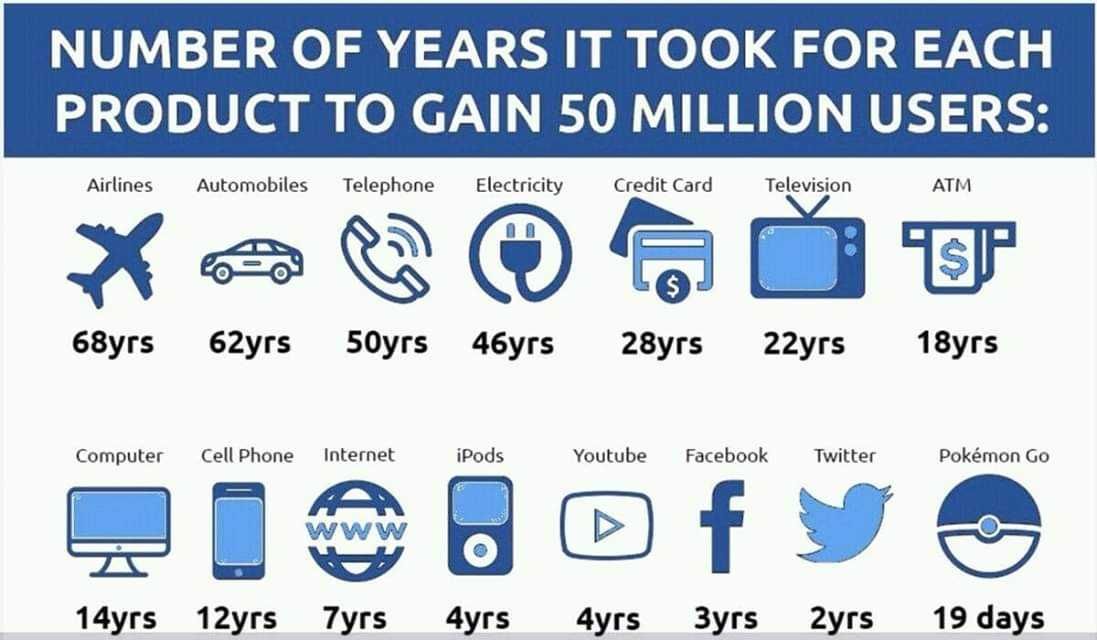 NUMBER OF YEARS IT TOOK FOR EACH
PRODUCT TO GAIN 50 MILLION USERS:
Airlines Automobiles Telephone Electricity Credit Card Television ATM
$ $
68yrs 62yrs 50yrs 46yrs 28yrs 22yrs 18yrs
Computer Cell Phone Internet iPods Youtube Facebook Twitter Pokémon Go
www f
14yrs 12yrs 7yrs 4yrs 4yrs 3yrs 2yrs 19 days